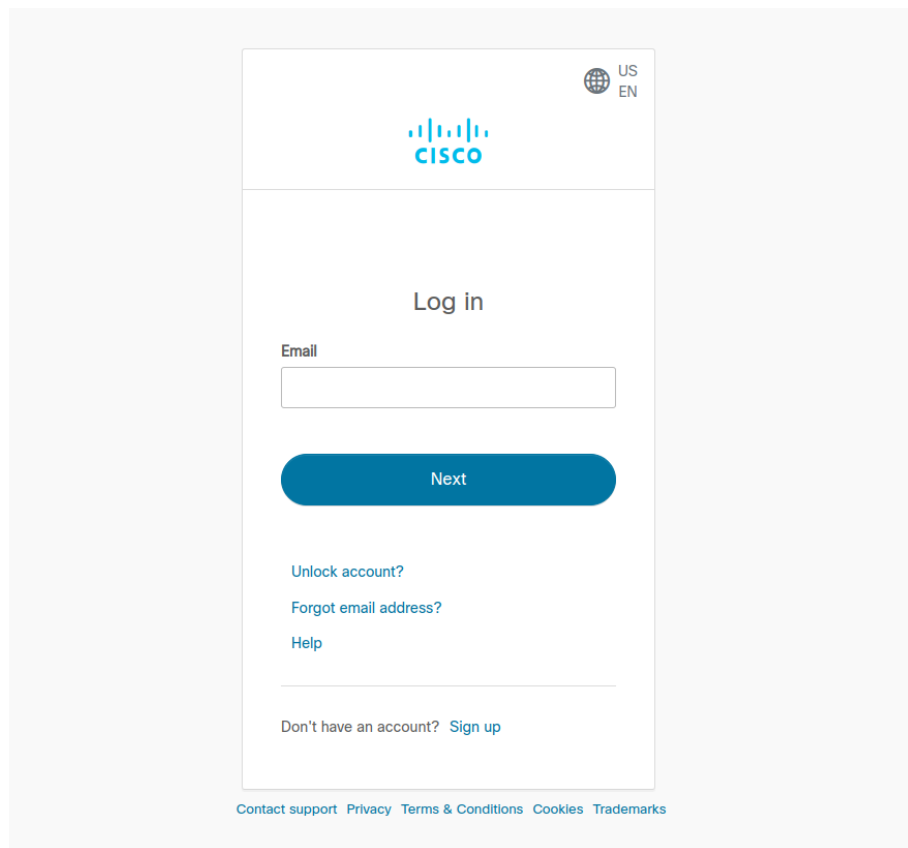 US
EN
CISCO
Log in
Email
Next
Unlock account?
Forgot email address?
Help
Don't have an account? Sign up
Contact support Privacy Terms & Conditions Cookies Trademarks